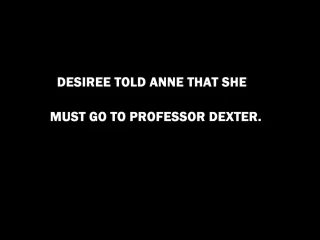 DESIREE TOLD ANNE THAT SHE
MUST GO TO PROFESSOR DEXTER.